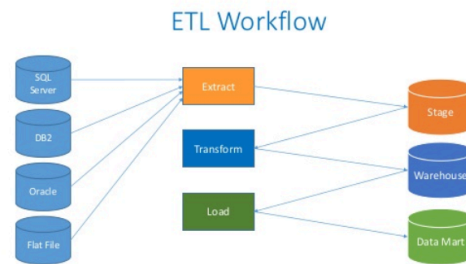 ETL Workflow
SQL
Server
DB2
Oracle
Flat File
Extract
Transform
Load
Stage
Warehouse
Data Mart